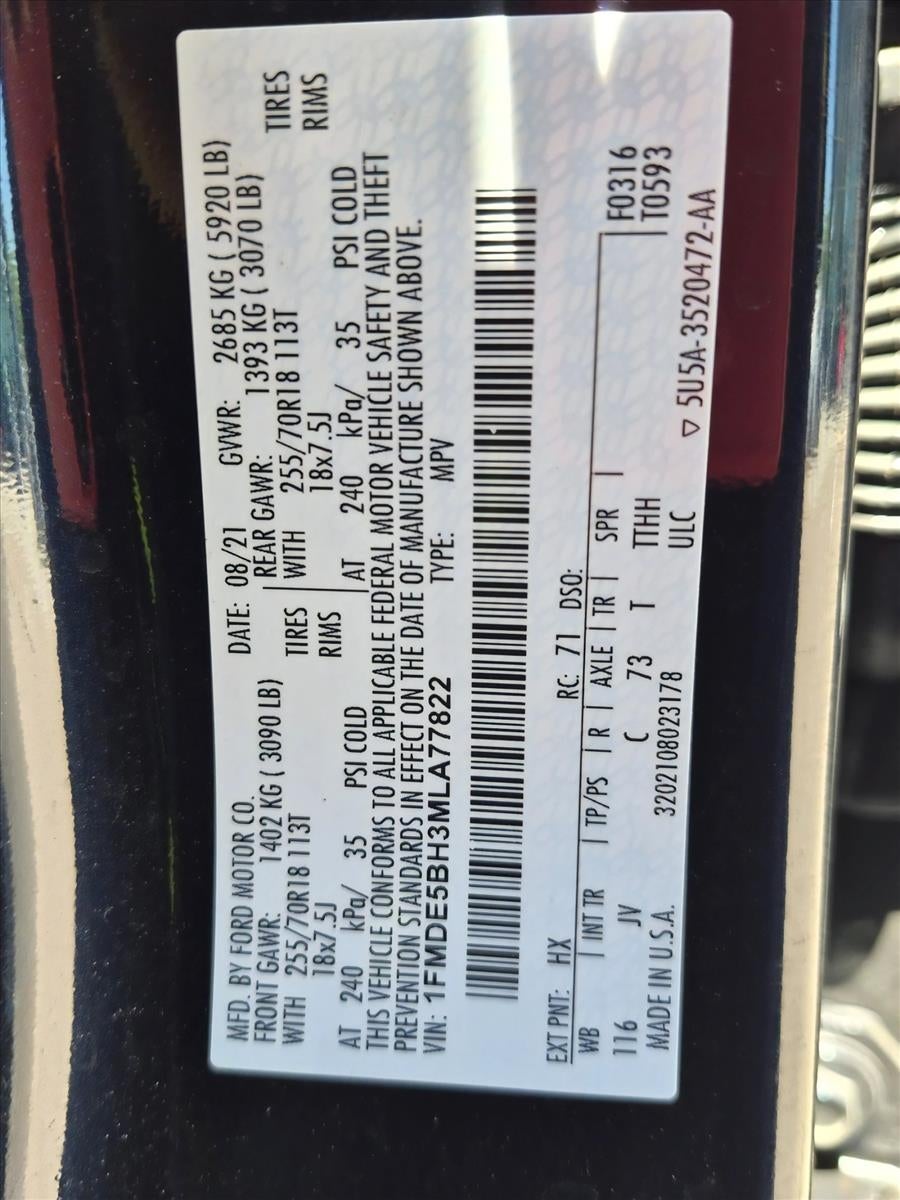 MFD. BY FORD MOTOR CO. DATE: 08/21 GVWR: 2685 KG ( 5920 LB)
FRONT GAWR: 1402 KG ( 3090 LB) REAR GAWR: 1393 KG ( 3070 LB)
WITH 255/70R18 113T TIRES WITH 255/70R18 113T TIRES
18x7.5J RIMS 18x7.5J RIMS
AT 240 kPa/ 35 PSI COLD AT 240 kPa/ 35 PSI COLD
THIS VEHICLE CONFORMS TO ALL APPLICABLE FEDERAL MOTOR VEHICLE SAFETY AND THEFT
PREVENTION STANDARDS IN EFFECT ON THE DATE OF MANUFACTURE SHOWN ABOVE.
VIN: 1FMDE5BH3MLA77822 TYPE: MPV
EXT PNT: HX RC: 71 DSO:
WB | INT TR | TP/PS | R | AXLE | TR | SPR | F0316
116 JV C 73 T TTHH T0593
MADE IN U.S.A. 320210802317​8 ULC ▽ 5U5A-3520472-AA